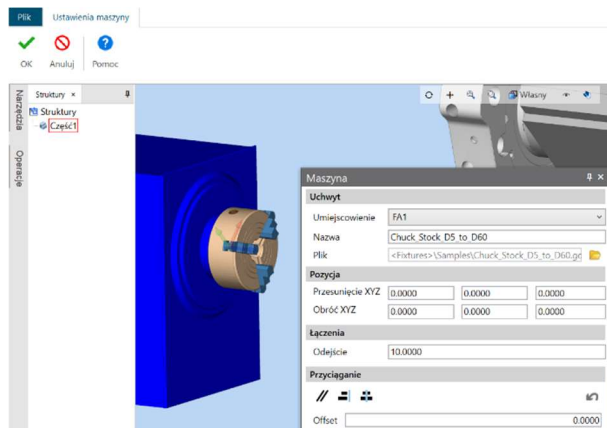 Plik Ustawienia maszyny
OK Anuluj Pomoc
Struktury ×
Własny
Narzędzia
Operacje
Struktury
Część1
Maszyna
Uchwyt
Umiejscowienie FA1
Nazwa Chuck_Stock_D5_to_D60
Plik <Fixtures>\Samples\Chuck_Stock_D5_to_D60.gc
Pozycja
Przesunięcie XYZ 0.0000 0.0000 0.0000
Obróć XYZ 0.0000 0.0000 0.0000
Łączenia
Odejście 10.0000
Przyciąganie
Offset 0.0000